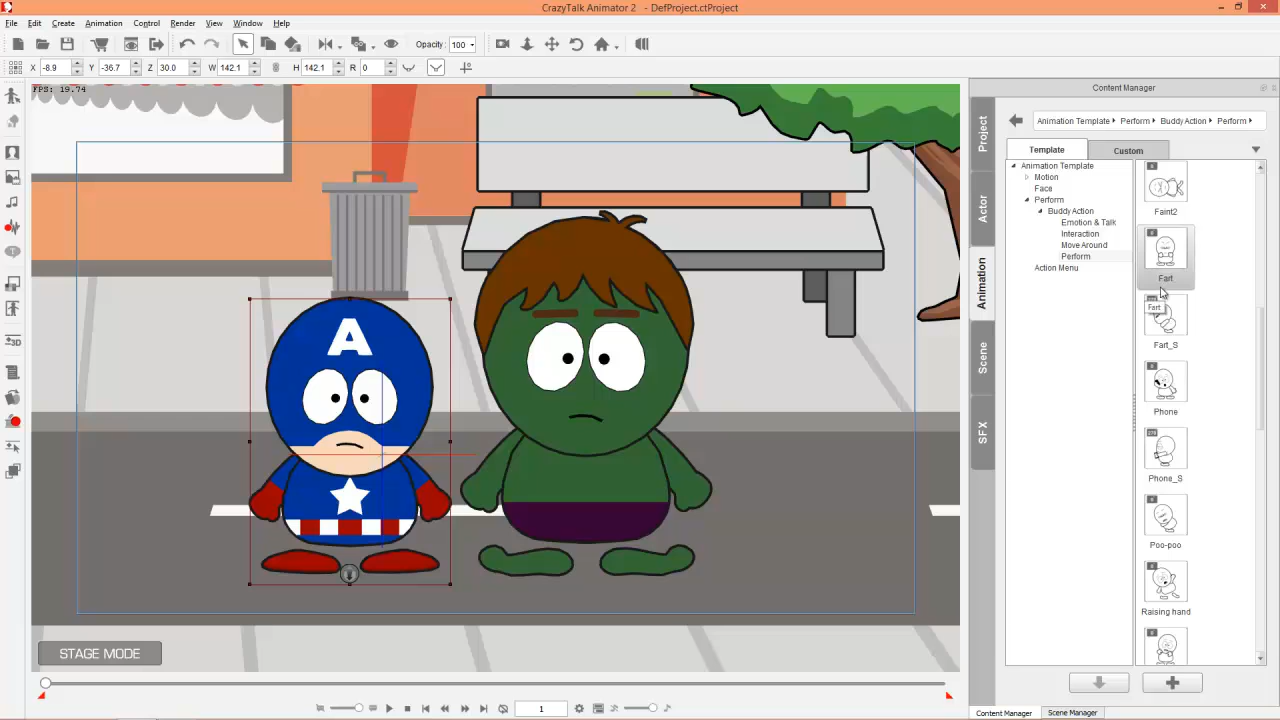 CrazyTalk Animator 2 - DefProject.ctProject
File Edit Create Animation Control Render View Window Help
Opacity: 100
X -8.9 Y -36.7 Z 30.0 W 142.1 H 142.1 R 0
FPS: 19.74
A
STAGE MODE
1
Content Manager
Animation Template Perform Buddy Action Perform
Template Custom
Project
Actor
Animation
Scene
SFX
Animation Template
Motion
Face
Perform
Buddy Action
Emotion & Talk
Interaction
Move Around
Perform
Action Menu
Faint2
Fart
Fart
Fart_S
Phone
Phone_S
Poo-poo
Raising hand
Content Manager Scene Manager